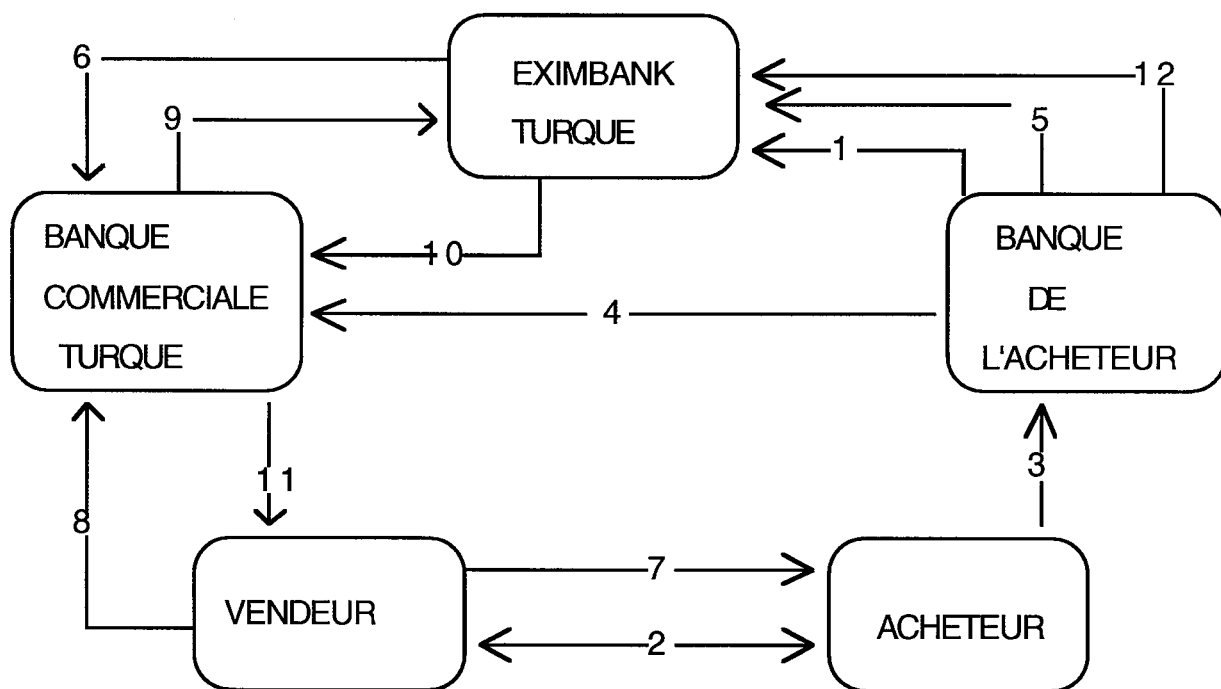 6
EXIMBANK
TURQUE
12
9
5
1
BANQUE
COMMERCIALE
TURQUE
10
4
BANQUE
DE
L'ACHETEUR
11
3
8
7
VENDEUR
2
ACHETEUR